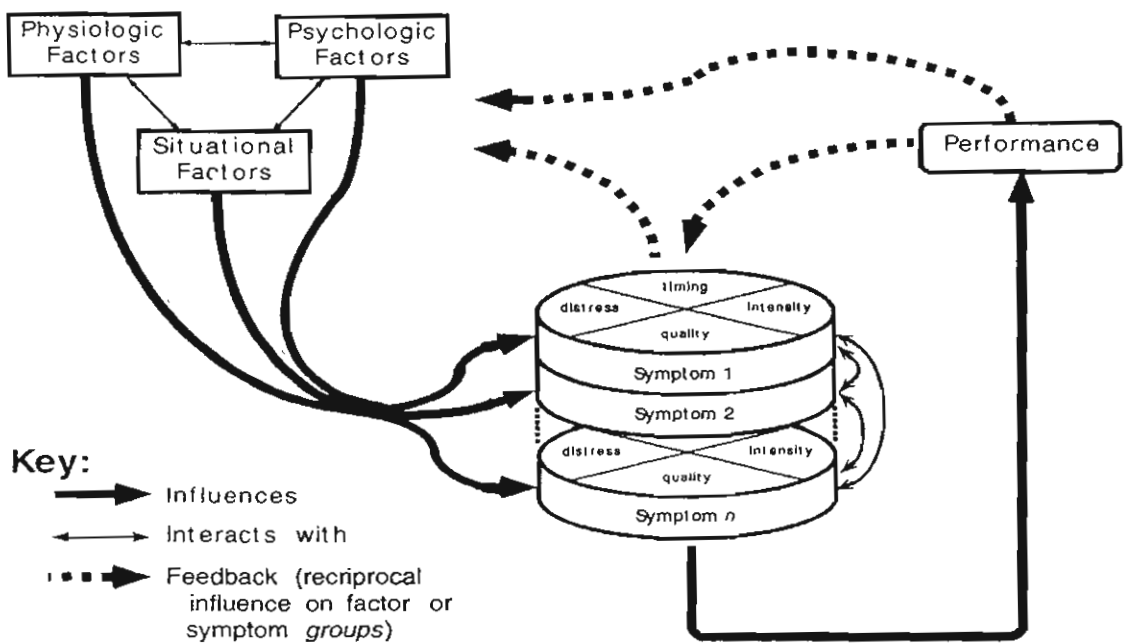 Physiologic
Factors
Psychologic
Factors
Situational
Factors
Performance
timing
distress
intensity
quality
Symptom 1
Symptom 2
distress
intensity
quality
Symptom n
Key:
Influences
Interacts with
Feedback (recriprocal
influence on factor or
symptom groups)